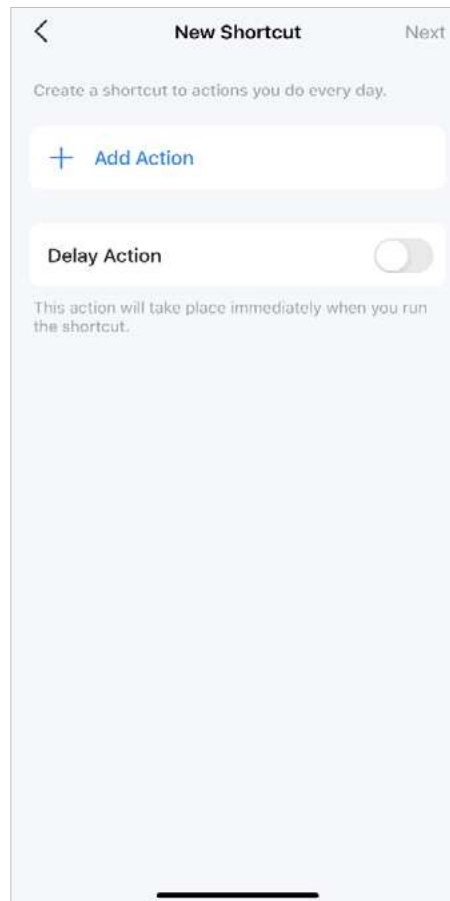 New Shortcut
Next
Create a shortcut to actions you do every day.
Add Action
Delay Action
This action will take place immediately when you run
the shortcut.